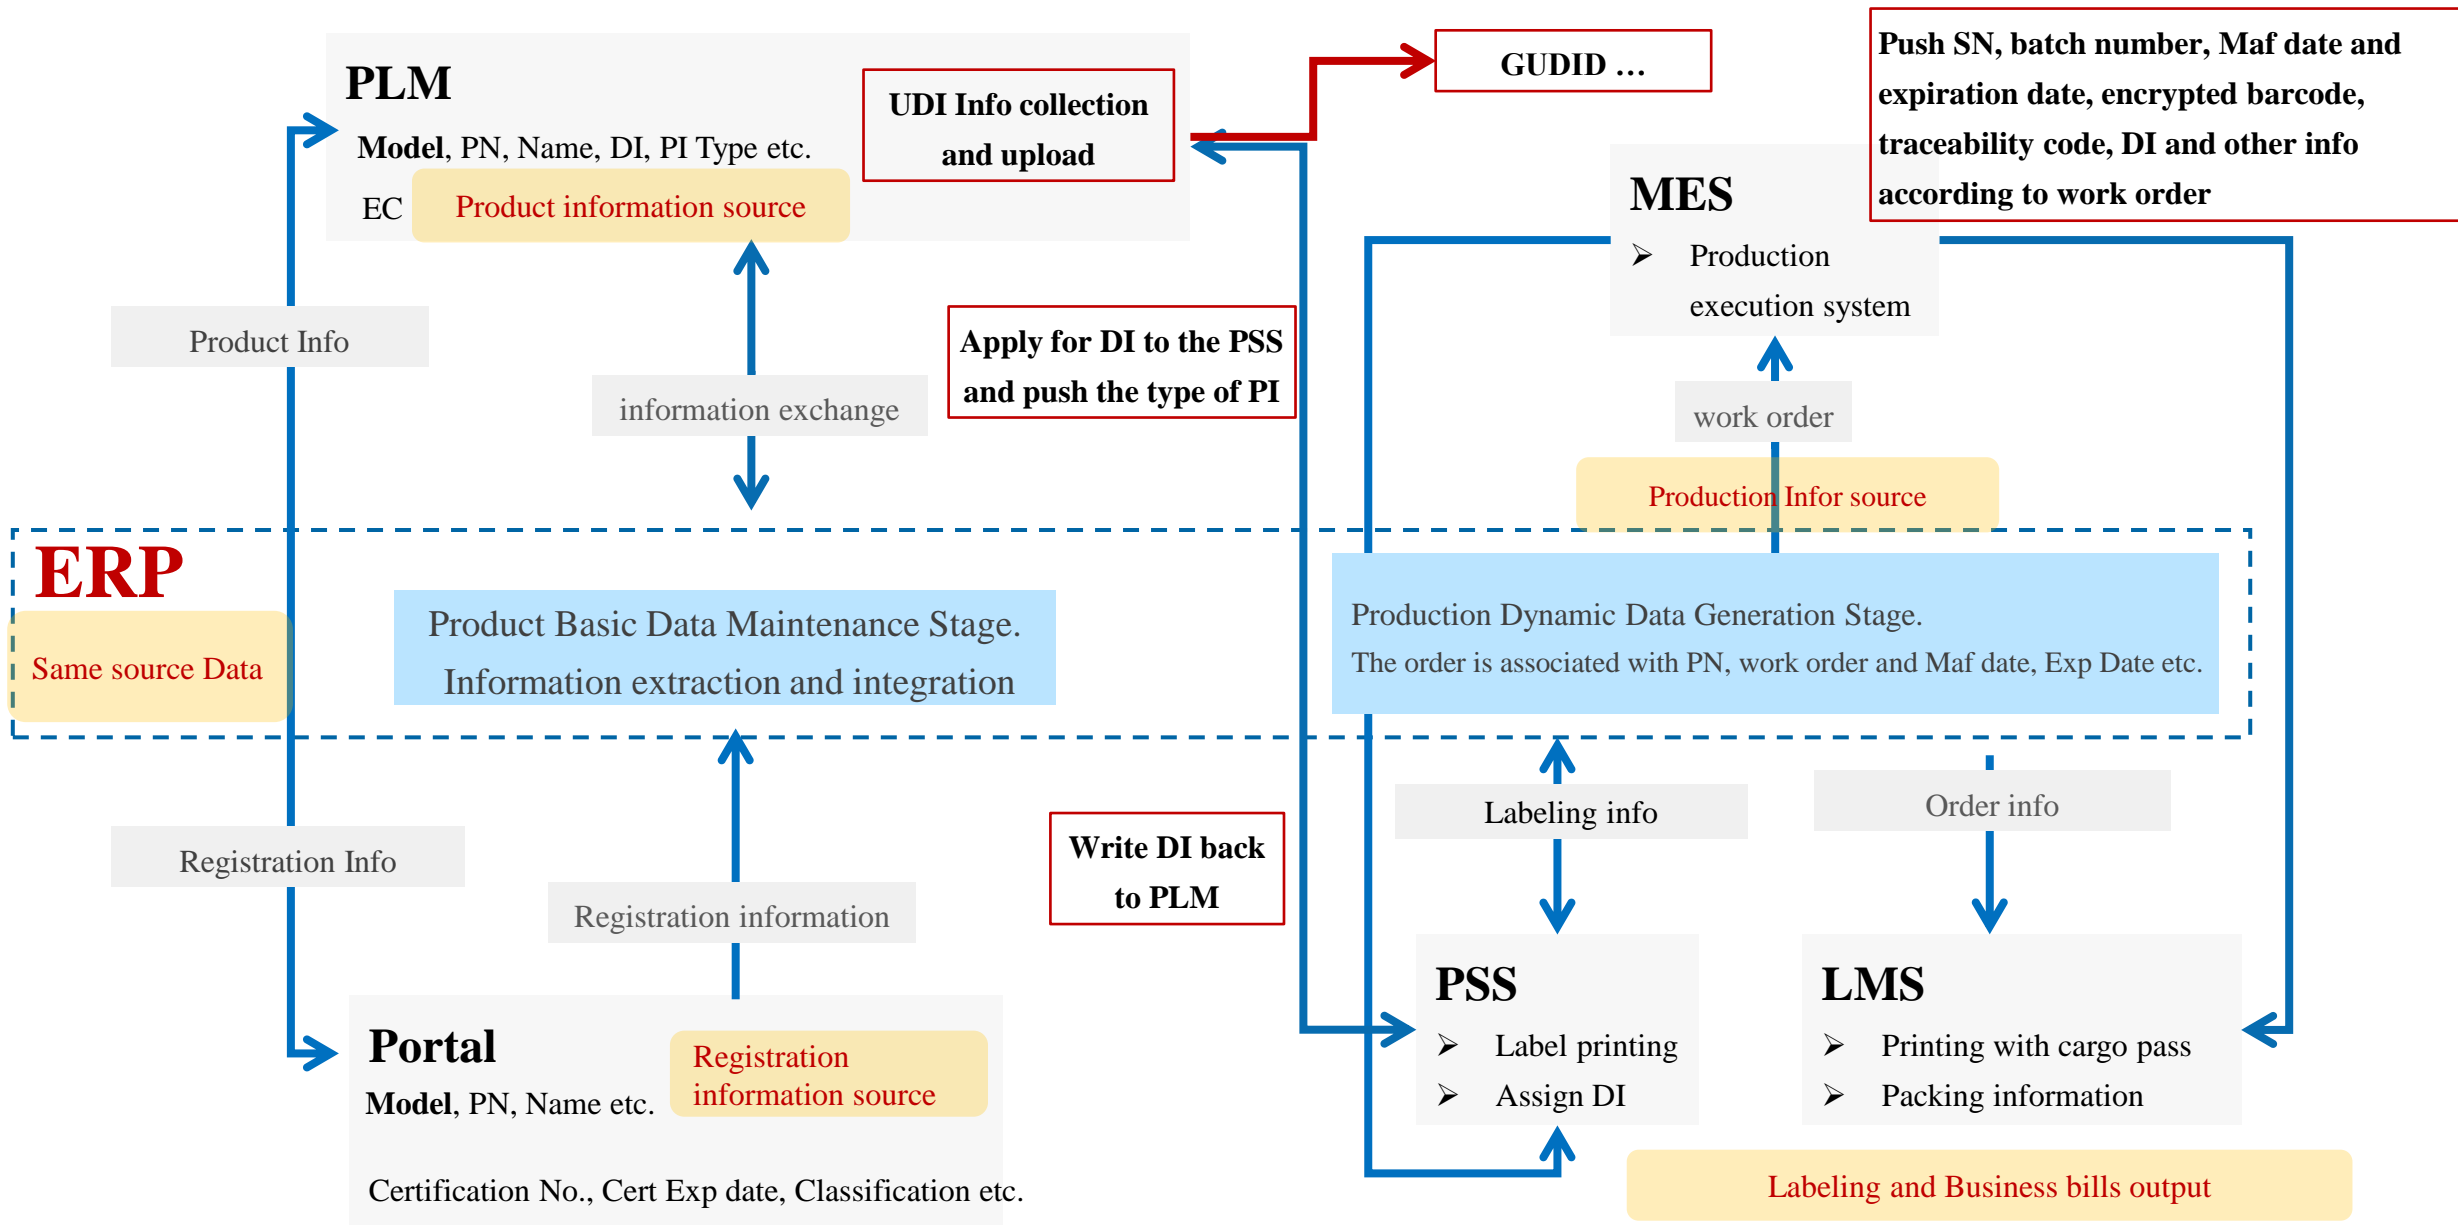 PLM
Model, PN, Name, DI, PI Type etc.
EC
Product information source
UDI Info collection
and upload
GUDID …
Push SN, batch number, Maf date and
expiration date, encrypted barcode,
traceability code, DI and other info
according to work order
MES
➢ Production
execution system
Product Info
information exchange
Apply for DI to the PSS
and push the type of PI
work order
Production Infor source
ERP
Same source Data
Product Basic Data Maintenance Stage.
Information extraction and integration
Production Dynamic Data Generation Stage.
The order is associated with PN, work order and Maf date, Exp Date etc.
Registration Info
Registration information
Write DI back
to PLM
Labeling info
Order info
Portal
Model, PN, Name etc.
Registration
information source
Certification No., Cert Exp date, Classification etc.
PSS
➢ Label printing
➢ Assign DI
LMS
➢ Printing with cargo pass
➢ Packing information
Labeling and Business bills output